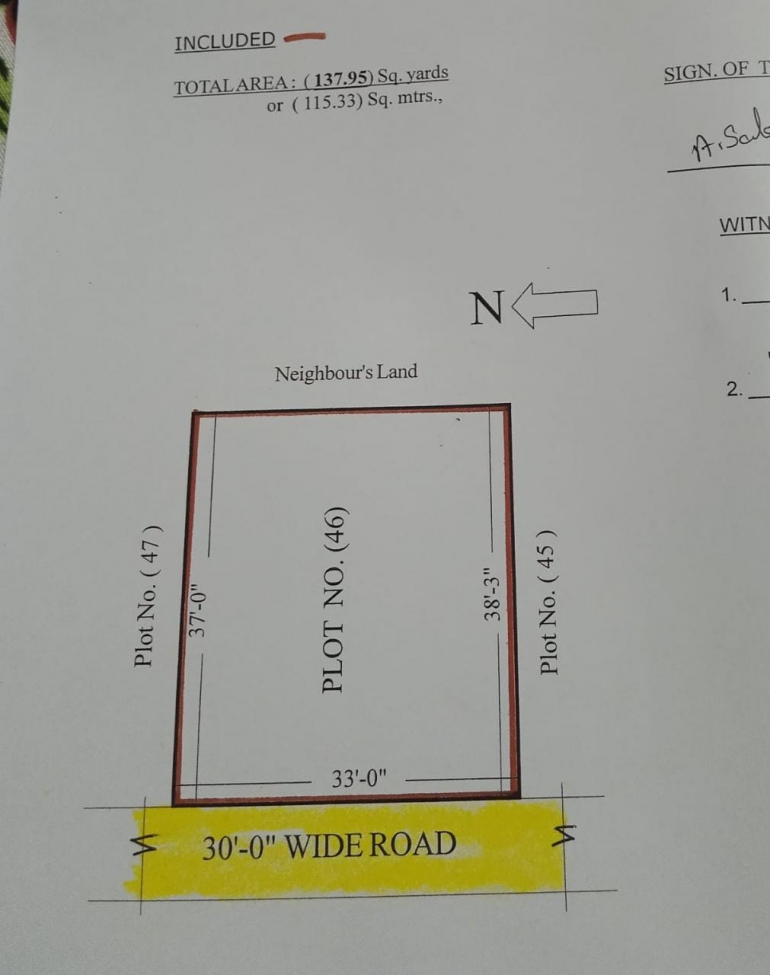 INCLUDED
TOTAL AREA : ( 137.95) Sq. yards
or ( 115.33) Sq. mtrs.,
SIGN. OF T
WITN
1.
2.
N
Neighbour's Land
Plot No. ( 47 )
37'-0"
PLOT NO. (46)
38'-3"
Plot No. ( 45 )
33'-0"
30'-0" WIDE ROAD